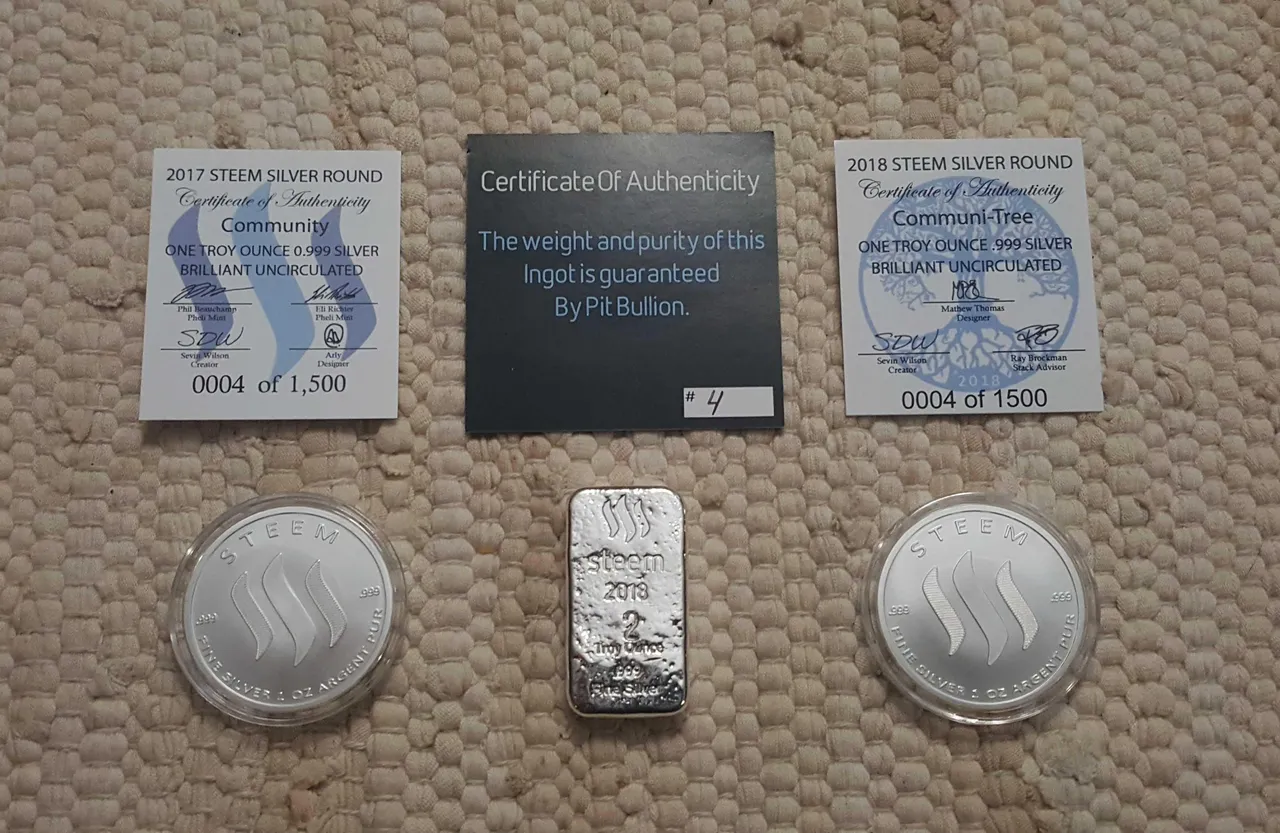 2017 STEEM SILVER ROUND
Certificate of Authenticity
Community
ONE TROY OUNCE 0.999 SILVER
BRILLIANT UNCIRCULATED
Phil Beauchamp
Pheli Mint
Eli Richter
Pheli Mint
SDW
Sevin Wilson
Creator
Arly
Designer
0004 of 1,500
Certificate Of Authenticity
The weight and purity of this
Ingot is guaranteed
By Pit Bullion.
# 4
2018 STEEM SILVER ROUND
Certificate of Authenticity
Communi-Tree
ONE TROY OUNCE .999 SILVER
BRILLIANT UNCIRCULATED
Mathew Thomas
Designer
SDW
Sevin Wilson
Creator
Ray Brockman
Stack Advisor
2018
0004 of 1500
STEEM
.999
.999
FINE SILVER 1 OZ ARGENT PUR
steem
2018
2
Troy Ounce
.999
Fine Silver
STEEM
.999
.999
FINE SILVER 1 OZ ARGENT PUR